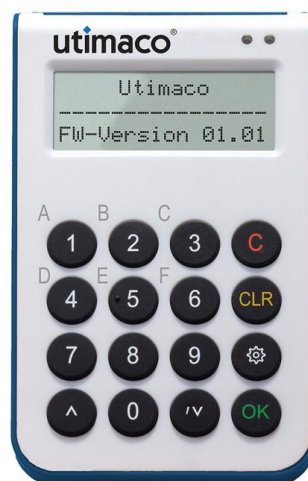 utimaco®
Utimaco
----------------
FW-Version 01.01
A B C
1 2 3 C
D E F
4 5 6 CLR
7 8 9
^ 0 '∨ OK